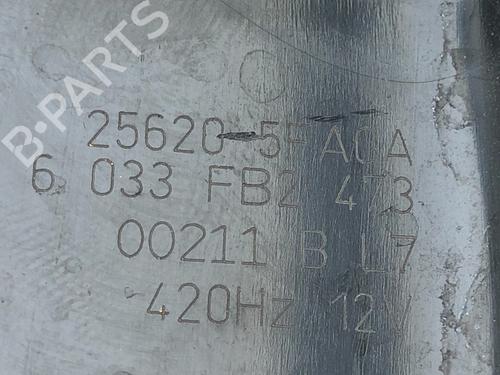 B-PARTS
25620-5FA0A
6 033 FB2 473
00211 B L7
420Hz 12V